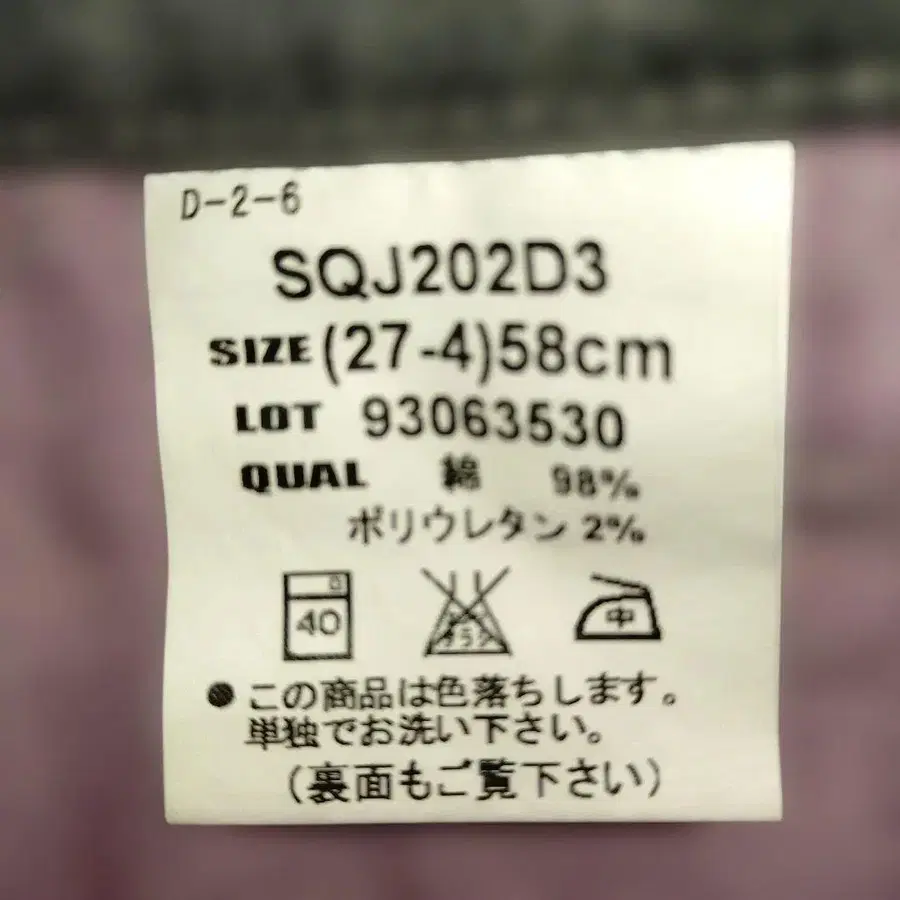 D-2-6
SQJ202D3
SIZE (27-4)58cm
LOT 93063530
QUAL 綿 98%
ポリウレタン 2%
40 中
●この商品は色落ちします。
単独でお洗い下さい。
(裏面もご覧下さい)